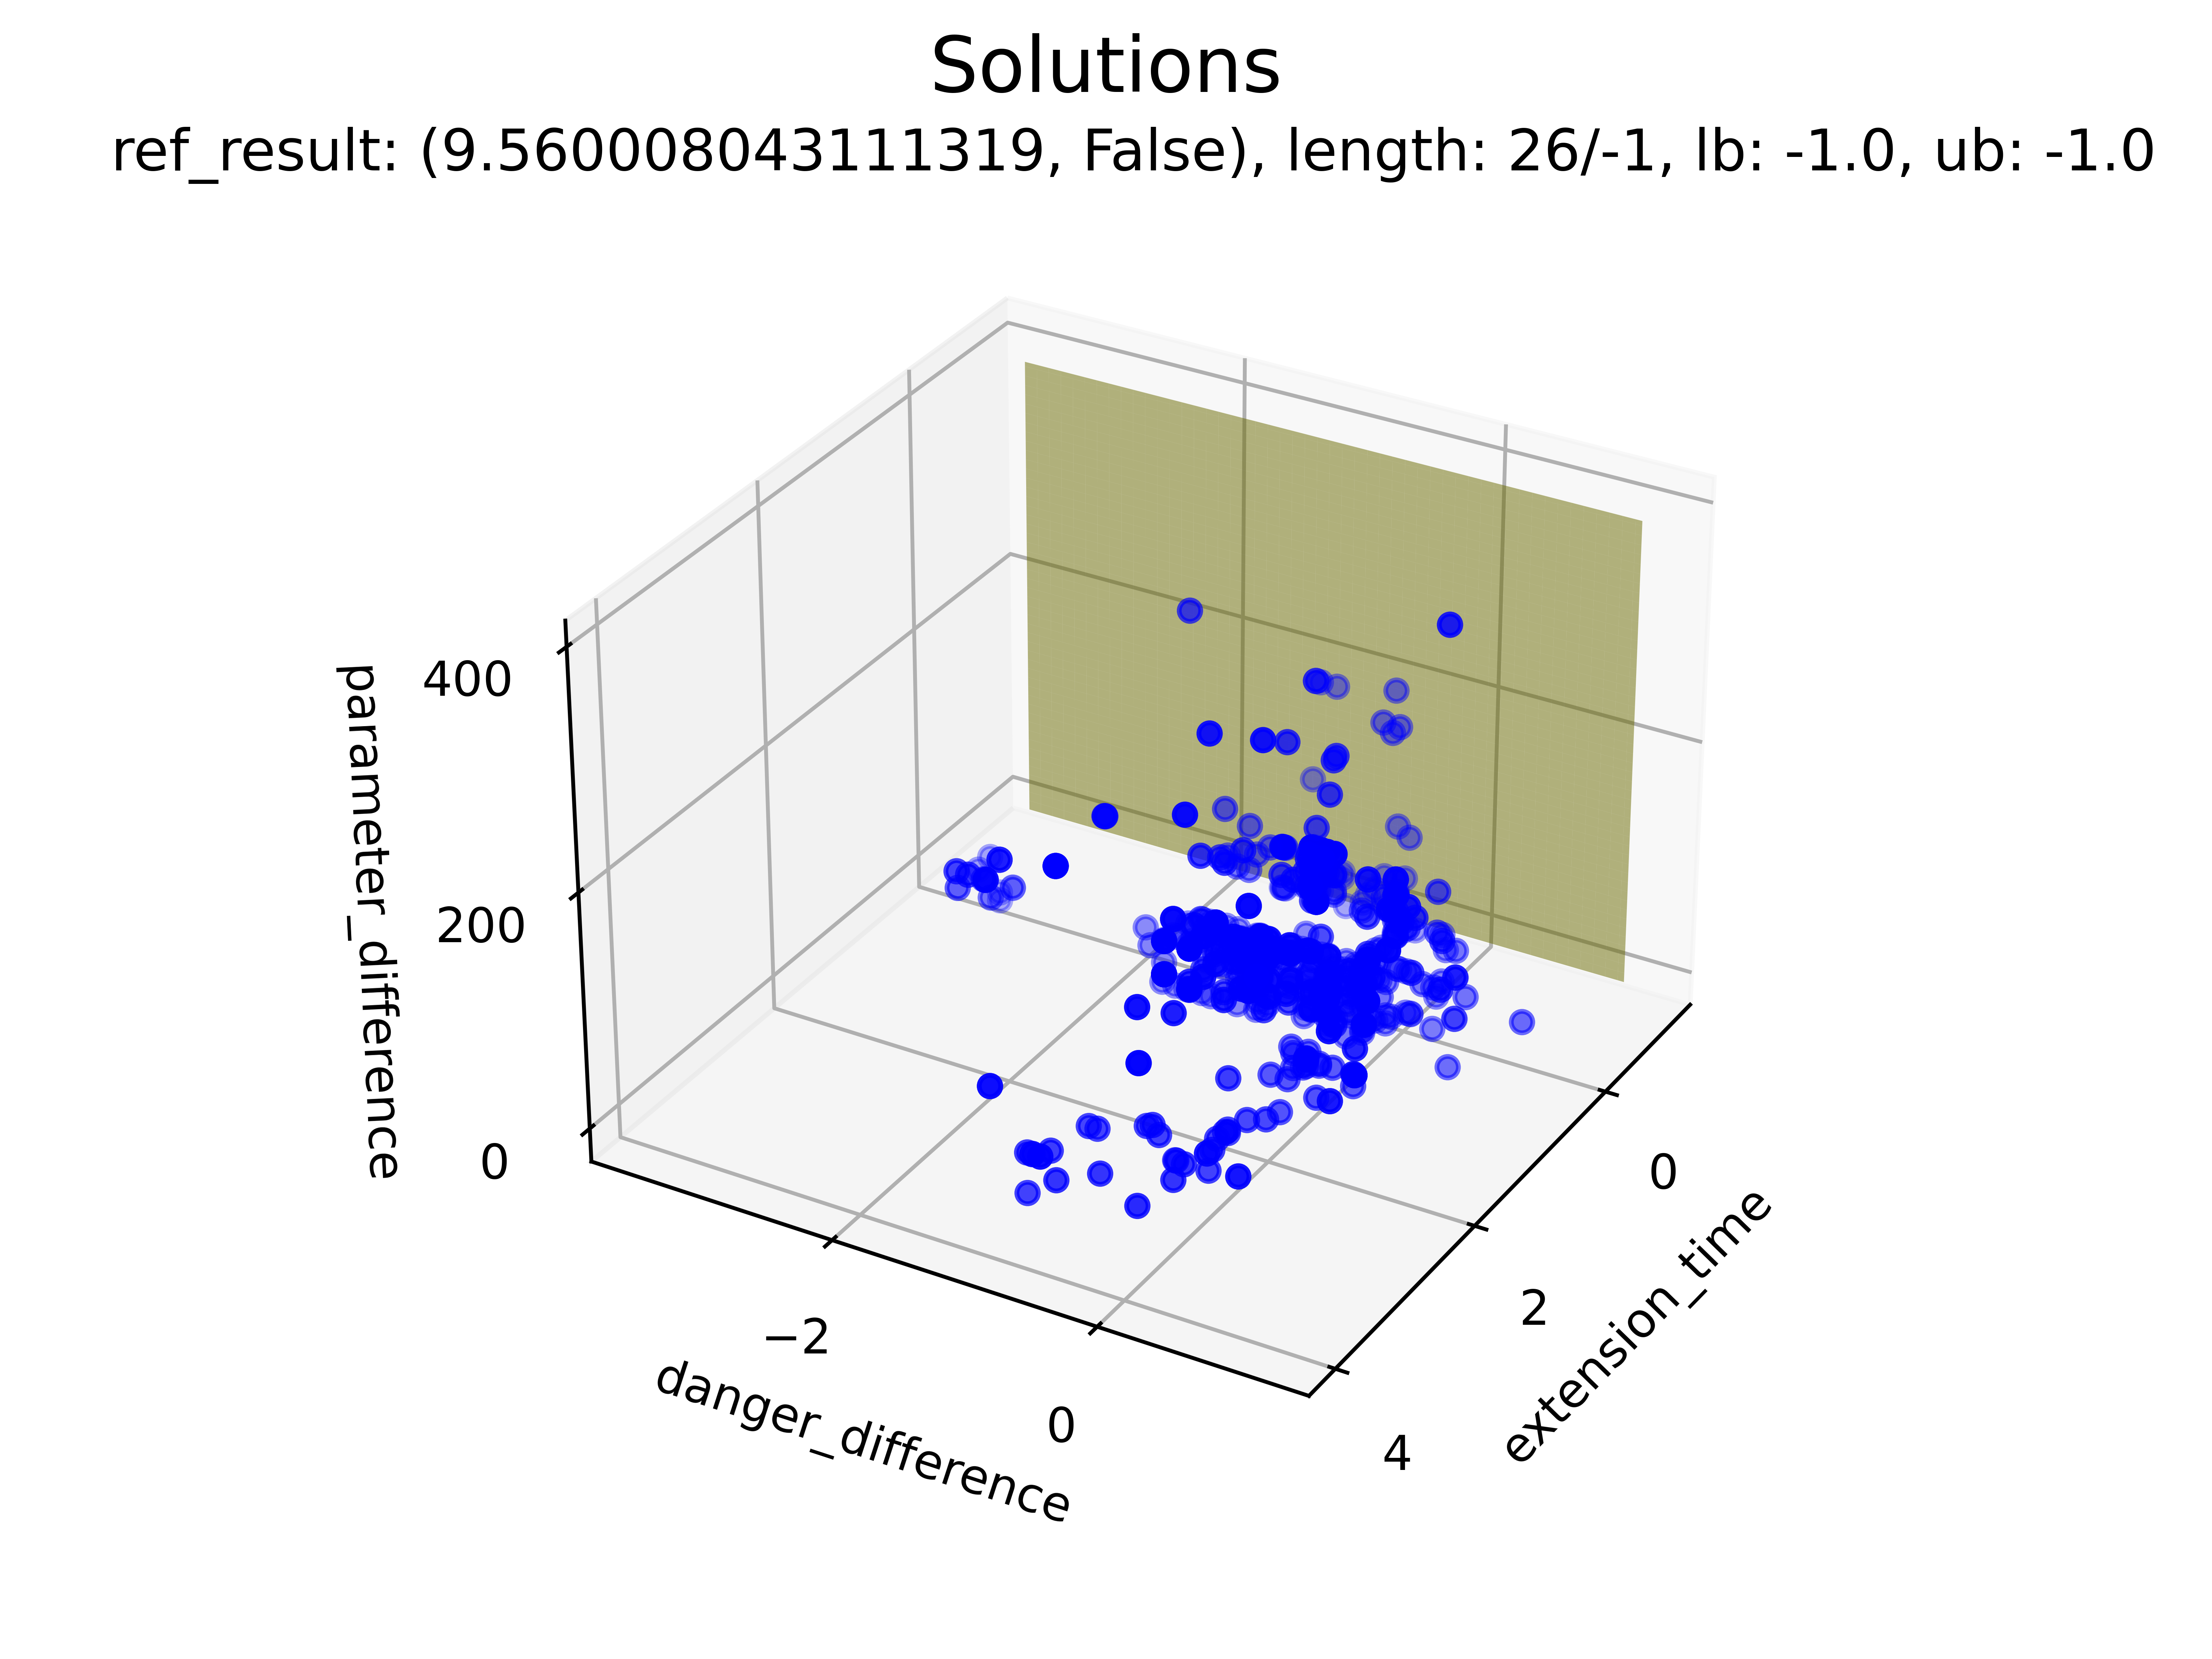 Solutions
ref_result: (9.560008043111319, False), length: 26/-1, lb: -1.0, ub: -1.0
parameter_difference
400
200
0
−2
0
danger_difference
0
2
4
extension_time